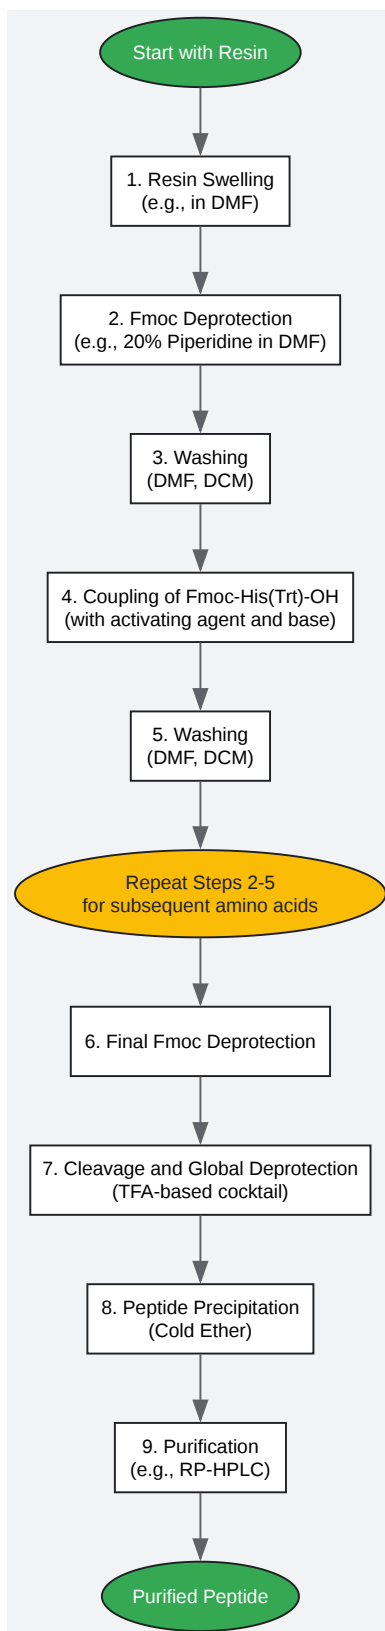 Start with Resin
1. Resin Swelling
(e.g., in DMF)
2. Fmoc Deprotection
(e.g., 20% Piperidine in DMF)
3. Washing
(DMF, DCM)
4. Coupling of Fmoc-His(Trt)-OH
(with activating agent and base)
5. Washing
(DMF, DCM)
Repeat Steps 2-5
for subsequent amino acids
6. Final Fmoc Deprotection
7. Cleavage and Global Deprotection
(TFA-based cocktail)
8. Peptide Precipitation
(Cold Ether)
9. Purification
(e.g., RP-HPLC)
Purified Peptide